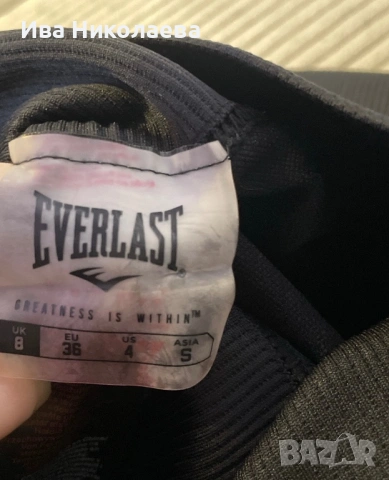 Ива Николаева
EVERLAST
GREATNESS IS WITHIN™
UK EU US ASIA
8 36 4 S
BAZAR